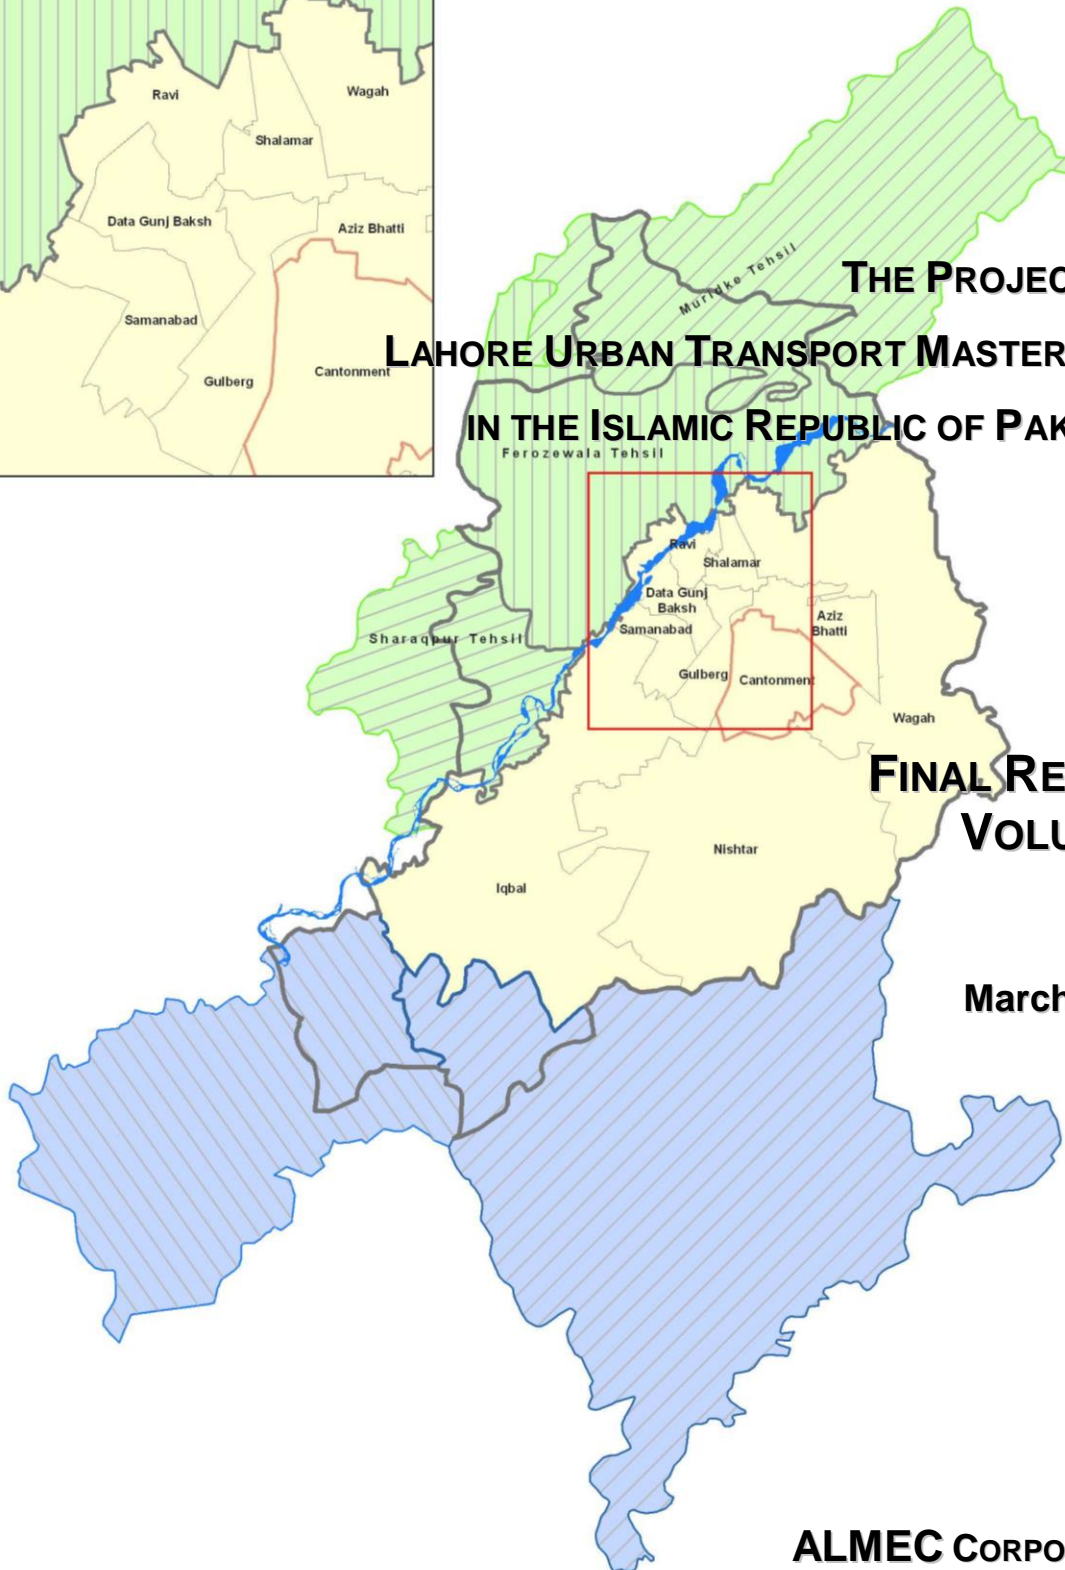 Ravi
Wagah
Shalamar
Data Gunj Baksh
Aziz Bhatti
Samanabad
Gulberg
Cantonment
Muridke Tehsil
THE PROJEC
LAHORE URBAN TRANSPORT MASTER
IN THE ISLAMIC REPUBLIC OF PAK
Ferozewala Tehsil
Ravi
Shalamar
Data Gunj
Baksh
Aziz
Bhatti
Samanabad
Sharaqpur Tehsil
Gulberg
Cantonment
Wagah
FINAL RE
VOLU
Nishtar
Iqbal
March
ALMEC CORPO